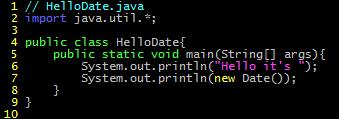 1 // HelloDate.java
2 import java.util.*;
3
4 public class HelloDate{
5     public static void main(String[] args){
6         System.out.println("Hello it's ");
7         System.out.println(new Date());
8     }
9 }
10